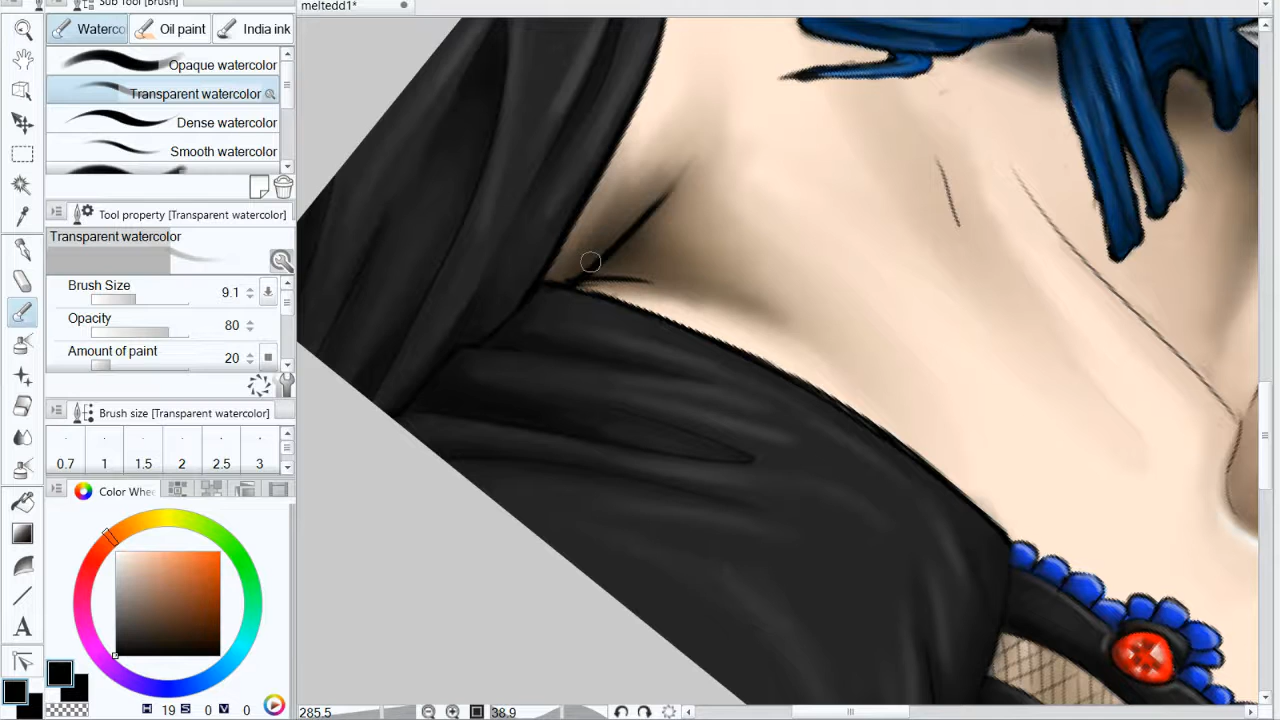 Sub Tool [Brush]
meltedd1*
Waterco
Oil paint
India ink
Opaque watercolor
Transparent watercolor
Dense watercolor
Smooth watercolor
Tool property [Transparent watercolor]
Transparent watercolor
Brush Size
9.1
Opacity
80
Amount of paint
20
Brush size [Transparent watercolor]
0.7 1 1.5 2 2.5 3
Color Whee
A
H 19 S 0 V 0
285.5
38.9